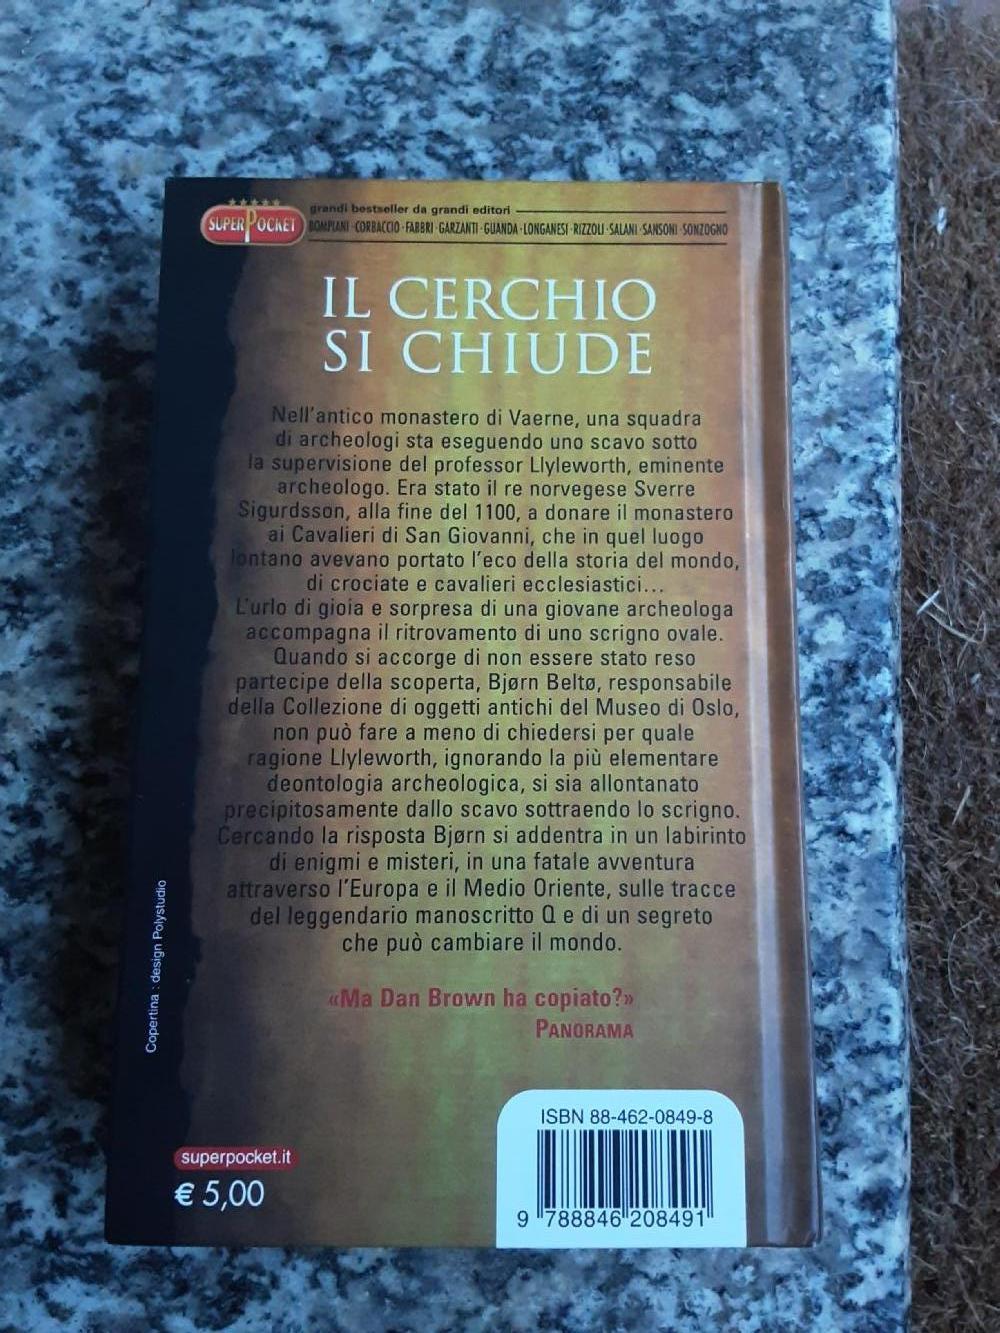 SUPERPOCKET
grandi bestseller da grandi editori
BOMPIANI · CORBACCIO · FABBRI · GARZANTI · GUANDA · LONGANESI · RIZZOLI · SALANI · SANSONI · SONZOGNO
IL CERCHIO
SI CHIUDE
Nell'antico monastero di Vaerne, una squadra
di archeologi sta eseguendo uno scavo sotto
la supervisione del professor Llyleworth, eminente
archeologo. Era stato il re norvegese Sverre
Sigurdsson, alla fine del 1100, a donare il monastero
ai Cavalieri di San Giovanni, che in quel luogo
lontano avevano portato l'eco della storia del mondo,
di crociate e cavalieri ecclesiastici...
L'urlo di gioia e sorpresa di una giovane archeologa
accompagna il ritrovamento di uno scrigno ovale.
Quando si accorge di non essere stato reso
partecipe della scoperta, Bjørn Beltø, responsabile
della Collezione di oggetti antichi del Museo di Oslo,
non può fare a meno di chiedersi per quale
ragione Llyleworth, ignorando la più elementare
deontologia archeologica, si sia allontanato
precipitosamente dallo scavo sottraendo lo scrigno.
Cercando la risposta Bjørn si addentra in un labirinto
di enigmi e misteri, in una fatale avventura
attraverso l'Europa e il Medio Oriente, sulle tracce
del leggendario manoscritto Q e di un segreto
che può cambiare il mondo.
«Ma Dan Brown ha copiato?»
PANORAMA
Copertina : design Polystudio
ISBN 88-462-0849-8
9 788846 208491
superpocket.it
€ 5,00